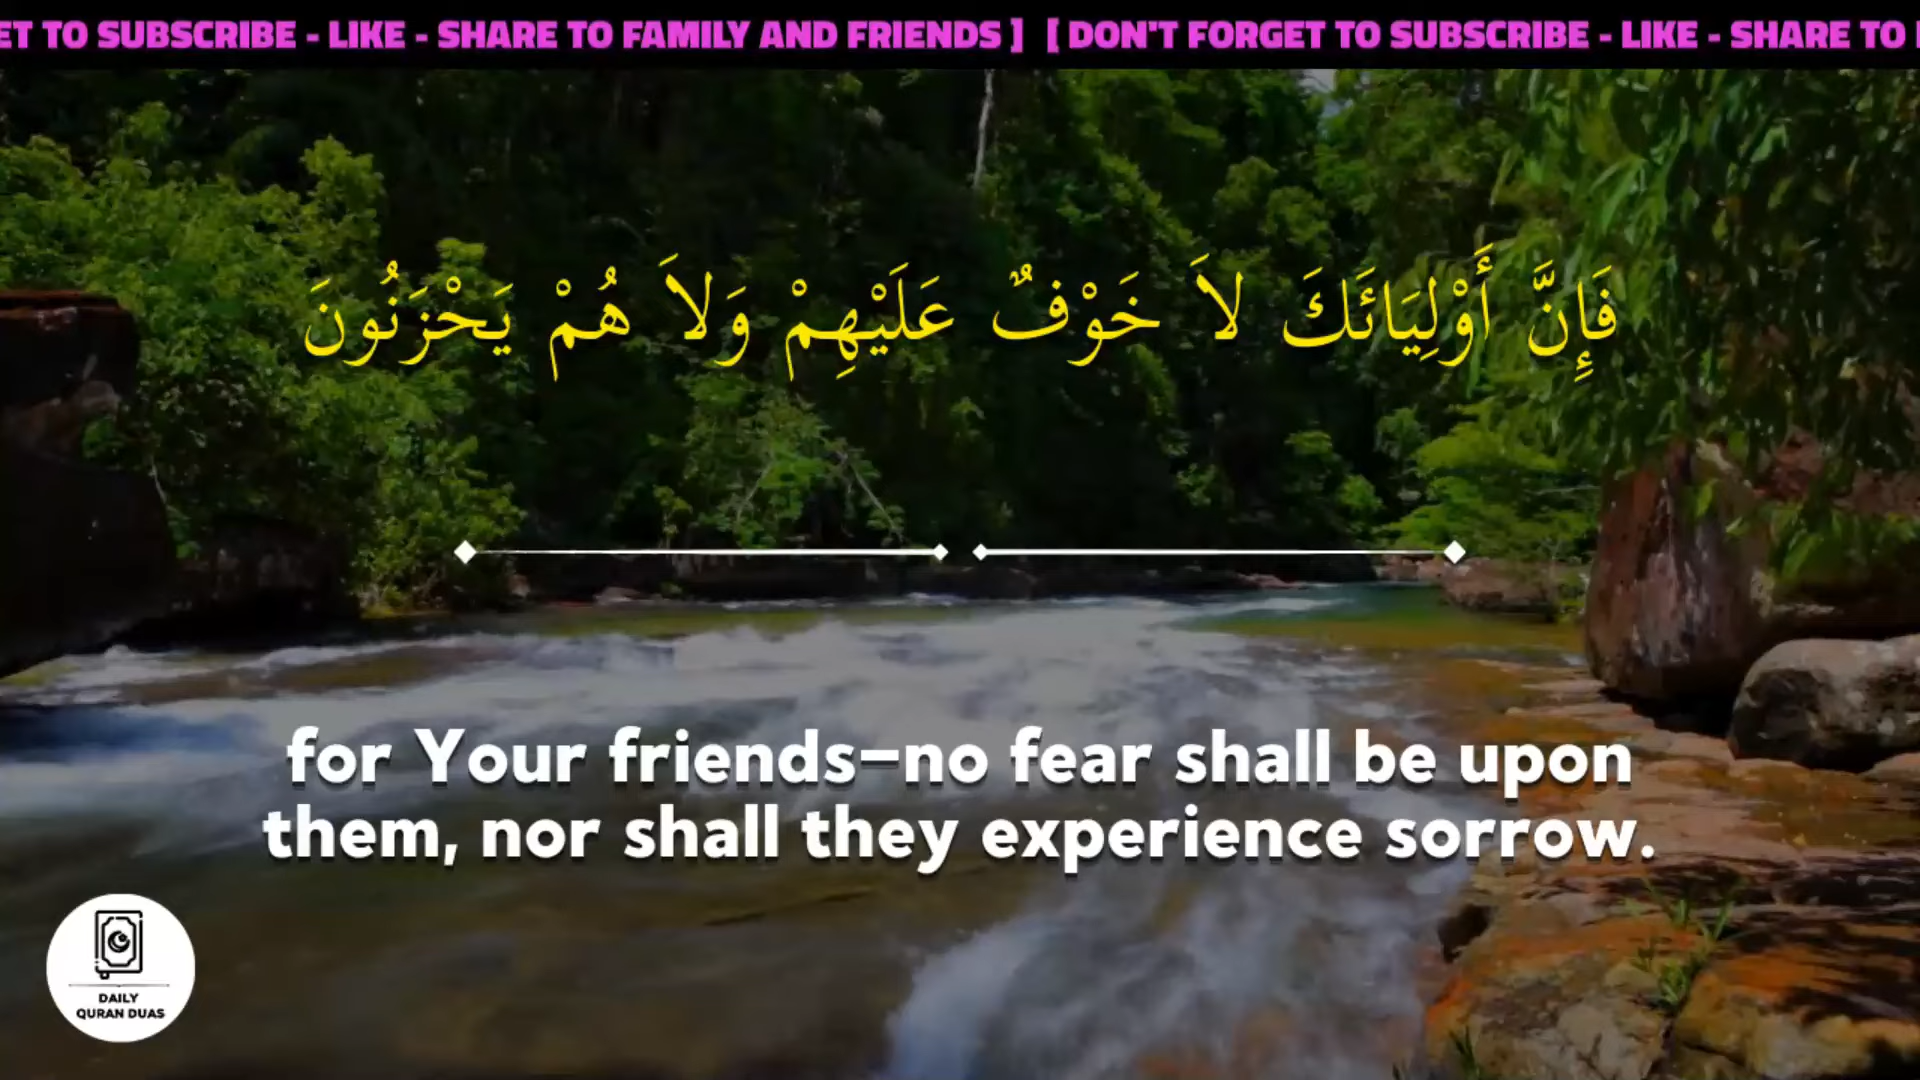 ET TO SUBSCRIBE - LIKE - SHARE TO FAMILY AND FRIENDS ] [ DON'T FORGET TO SUBSCRIBE - LIKE - SHARE TO
فَإِنَّ أَوْلِيَائَكَ لاَ خَوْفٌ عَلَيْهِمْ وَلاَ هُمْ يَحْزَنُونَ
for Your friends—no fear shall be upon
them, nor shall they experience sorrow.
DAILY
QURAN DUAS